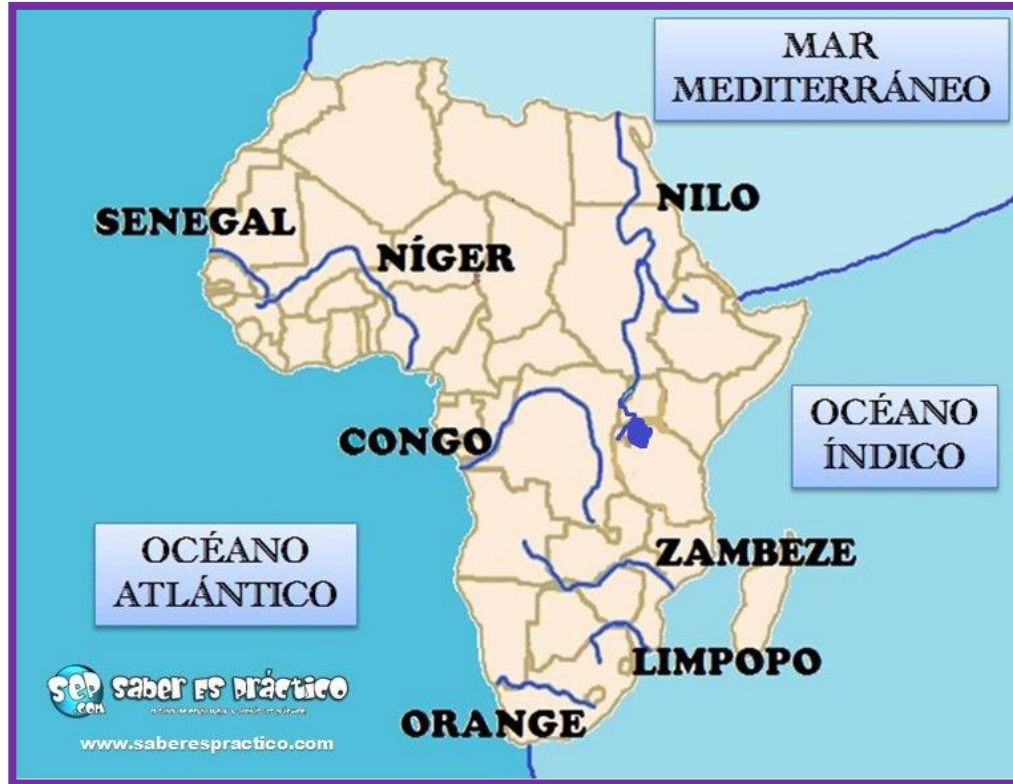 MAR
MEDITERRÁNEO
NILO
SENEGAL
NÍGER
CONGO
OCÉANO
ÍNDICO
OCÉANO
ATLÁNTICO
ZAMBEZE
LIMPOPO
ORANGE
SEP
.COM
SABER ES PRÁCTICO
www.saberespractico.com